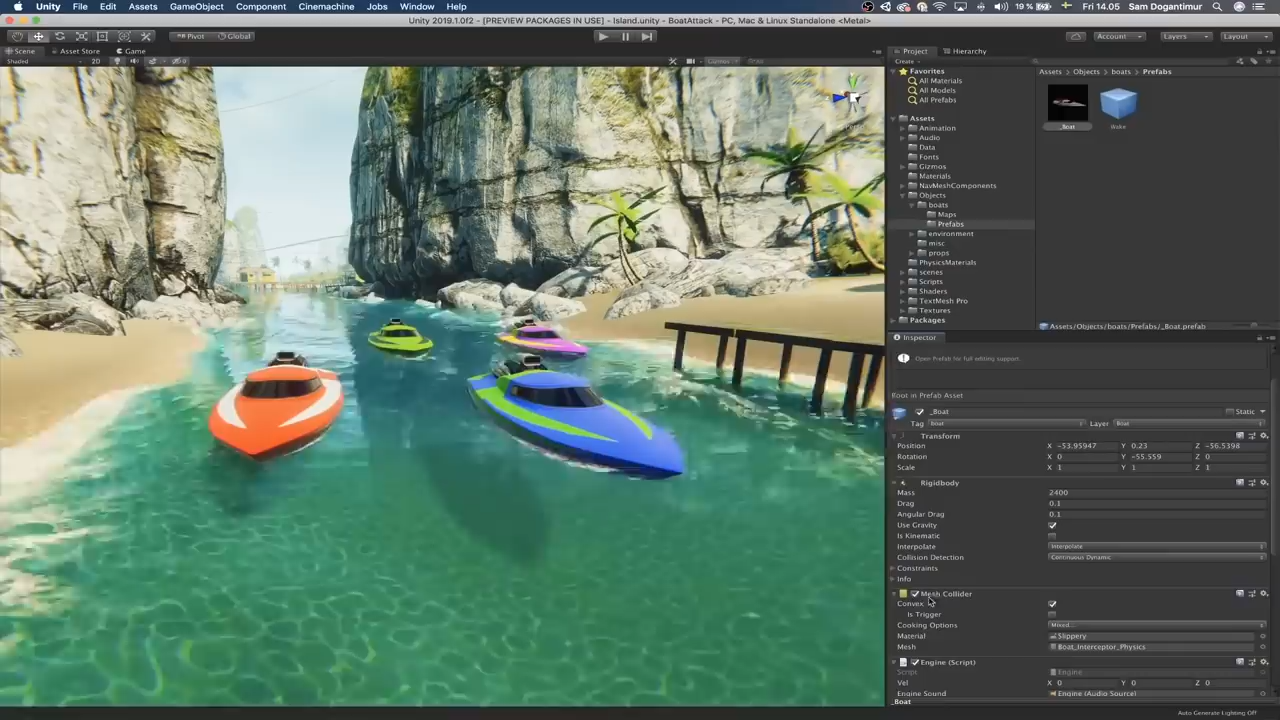 Unity File Edit Assets GameObject Component Cinemachine Jobs Window Help 19 % Fri 14.05 Sam Dogantimur
Unity 2019.1.0f2 - [PREVIEW PACKAGES IN USE] - Island.unity - BoatAttack - PC, Mac & Linux Standalone <Metal>
Pivot Global Account Layers Layout
Scene Asset Store Game
Shaded 2D Gizmos
Project Hierarchy
Create
Favorites
All Materials
All Models
All Prefabs
Assets
Animation
Audio
Data
Fonts
Gizmos
Materials
NavMeshComponents
Objects
boats
Maps
Prefabs
environment
misc
props
PhysicsMaterials
scenes
Scripts
Shaders
TextMesh Pro
Textures
Packages
Assets Objects boats Prefabs
_Boat Wake
Assets/Objects/boats/Prefabs/_Boat.prefab
Inspector
Open Prefab for full editing support.
Root in Prefab Asset
_Boat Static
Tag Boat Layer Boat
Transform
Position X -53.95947 Y 0.23 Z -56.5398
Rotation X 0 Y -55.559 Z 0
Scale X 1 Y 1 Z 1
Rigidbody
Mass 2400
Drag 0.1
Angular Drag 0.1
Use Gravity
Is Kinematic
Interpolate Interpolate
Collision Detection Continuous Dynamic
Constraints
Info
Mesh Collider
Convex
Is Trigger
Cooking Options Mixed...
Material Slippery
Mesh Boat_Interceptor_Physics
Engine (Script)
Script Engine
Vel X 0 Y 0 Z 0
Engine Sound Engine (Audio Source)
_Boat
Auto Generate Lighting Off